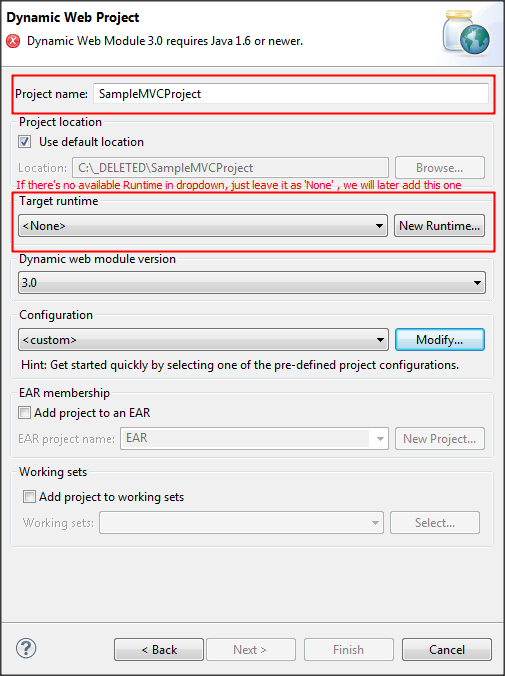 Dynamic Web Project
Dynamic Web Module 3.0 requires Java 1.6 or newer.
Project name: SampleMVCProject
Project location
Use default location
Location: C:\_DELETED\SampleMVCProject Browse...
If there's no available Runtime in dropdown, just leave it as 'None' , we will later add this one
Target runtime
<None> New Runtime...
Dynamic web module version
3.0
Configuration
<custom> Modify...
Hint: Get started quickly by selecting one of the pre-defined project configurations.
EAR membership
Add project to an EAR
EAR project name: EAR New Project...
Working sets
Add project to working sets
Working sets: Select...
? < Back Next > Finish Cancel